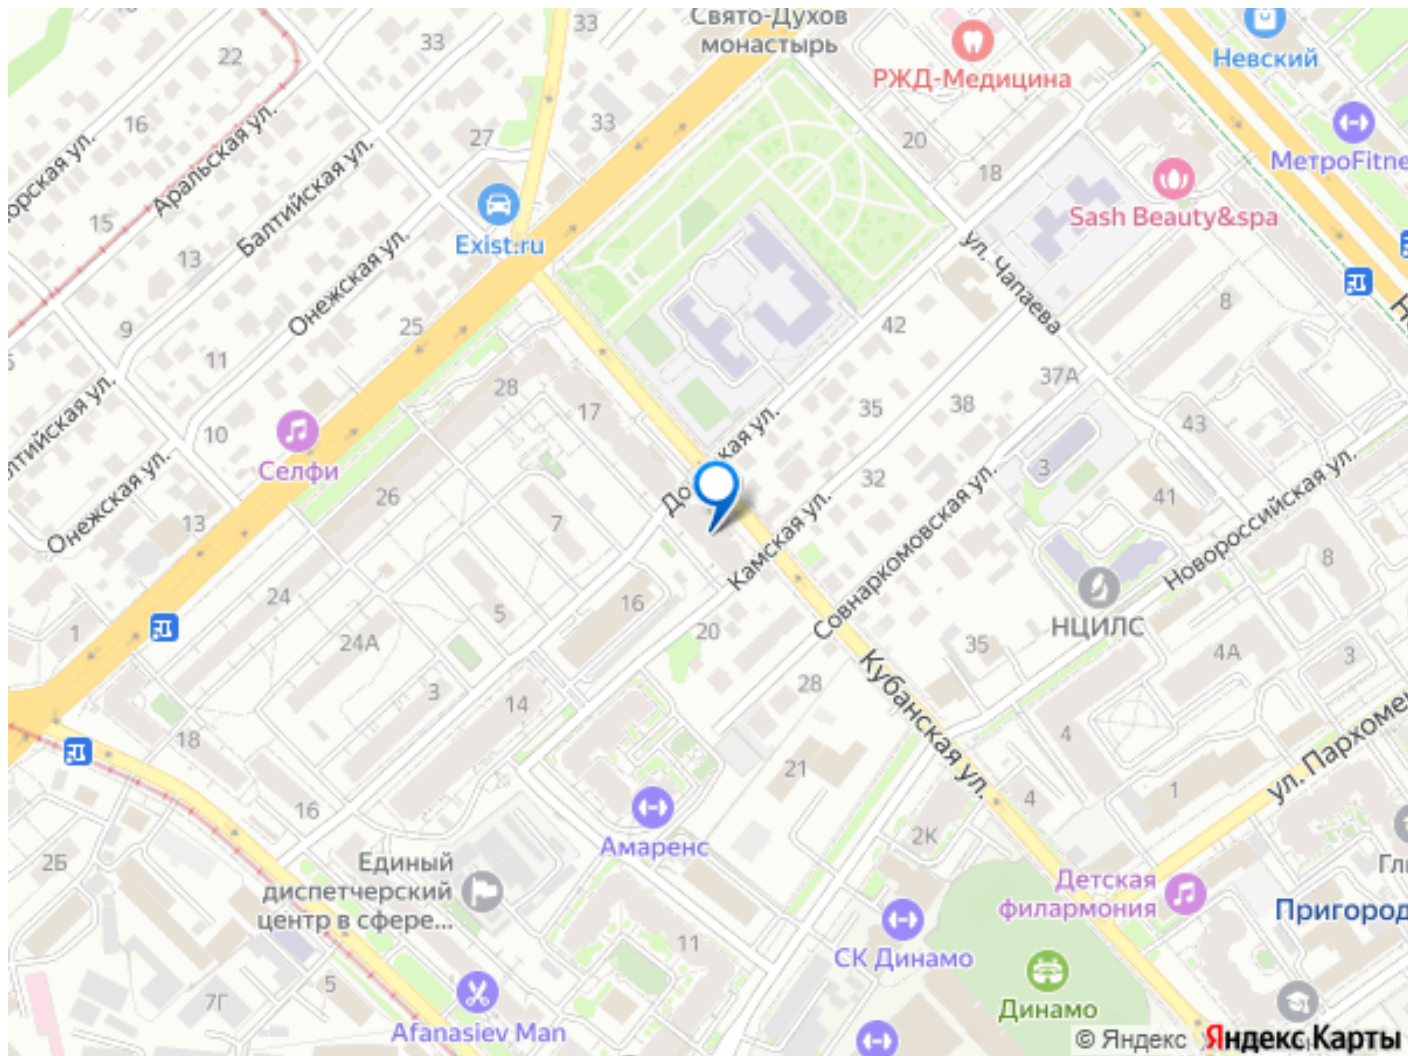 Свято-Духов
монастырь
33
33
22
РЖД-Медицина
Невский
16
Аральская ул.
27
33
20
МетроFitne
18
орская ул.
Балтийская ул.
15
Exist.ru
Sash Beauty&spa
13
Онежская ул.
ул. Чапаева
9
25
8
11
42
28
37А
17
35
38
43
лтийская ул.
10
Селфи
32
3
26
41
Онежская ул.
13
7
Камская ул.
Совнаркомовская ул.
Новороссийская ул.
8
24
16
5
НЦИЛС
1
20
35
24А
4А
3
3
28
Кубанская ул.
14
18
4
21
ул. Пархоме
1
4
16
Амаренс
2К
2Б
Единый
диспетчерский
центр в сфере...
Детская
филармония
Гли
Пригород
11
СК Динамо
5
7Г
Динамо
Afanasiev Man
© Яндекс Яндекс Карты